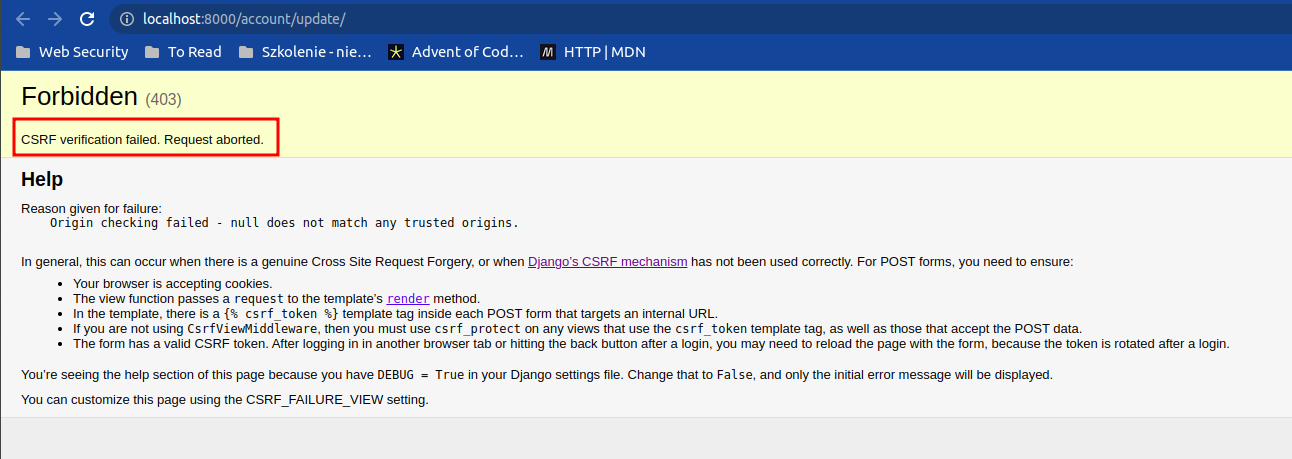 localhost:8000/account/update/
Web Security To Read Szkolenie - nie... Advent of Cod... HTTP | MDN
Forbidden (403)
CSRF verification failed. Request aborted.
Help
Reason given for failure:
Origin checking failed - null does not match any trusted origins.
In general, this can occur when there is a genuine Cross Site Request Forgery, or when Django's CSRF mechanism has not been used correctly. For POST forms, you need to ensure:
• Your browser is accepting cookies.
• The view function passes a request to the template's render method.
• In the template, there is a {% csrf_token %} template tag inside each POST form that targets an internal URL.
• If you are not using CsrfViewMiddleware, then you must use csrf_protect on any views that use the csrf_token template tag, as well as those that accept the POST data.
• The form has a valid CSRF token. After logging in in another browser tab or hitting the back button after a login, you may need to reload the page with the form, because the token is rotated after a login.
You're seeing the help section of this page because you have DEBUG = True in your Django settings file. Change that to False, and only the initial error message will be displayed.
You can customize this page using the CSRF_FAILURE_VIEW setting.